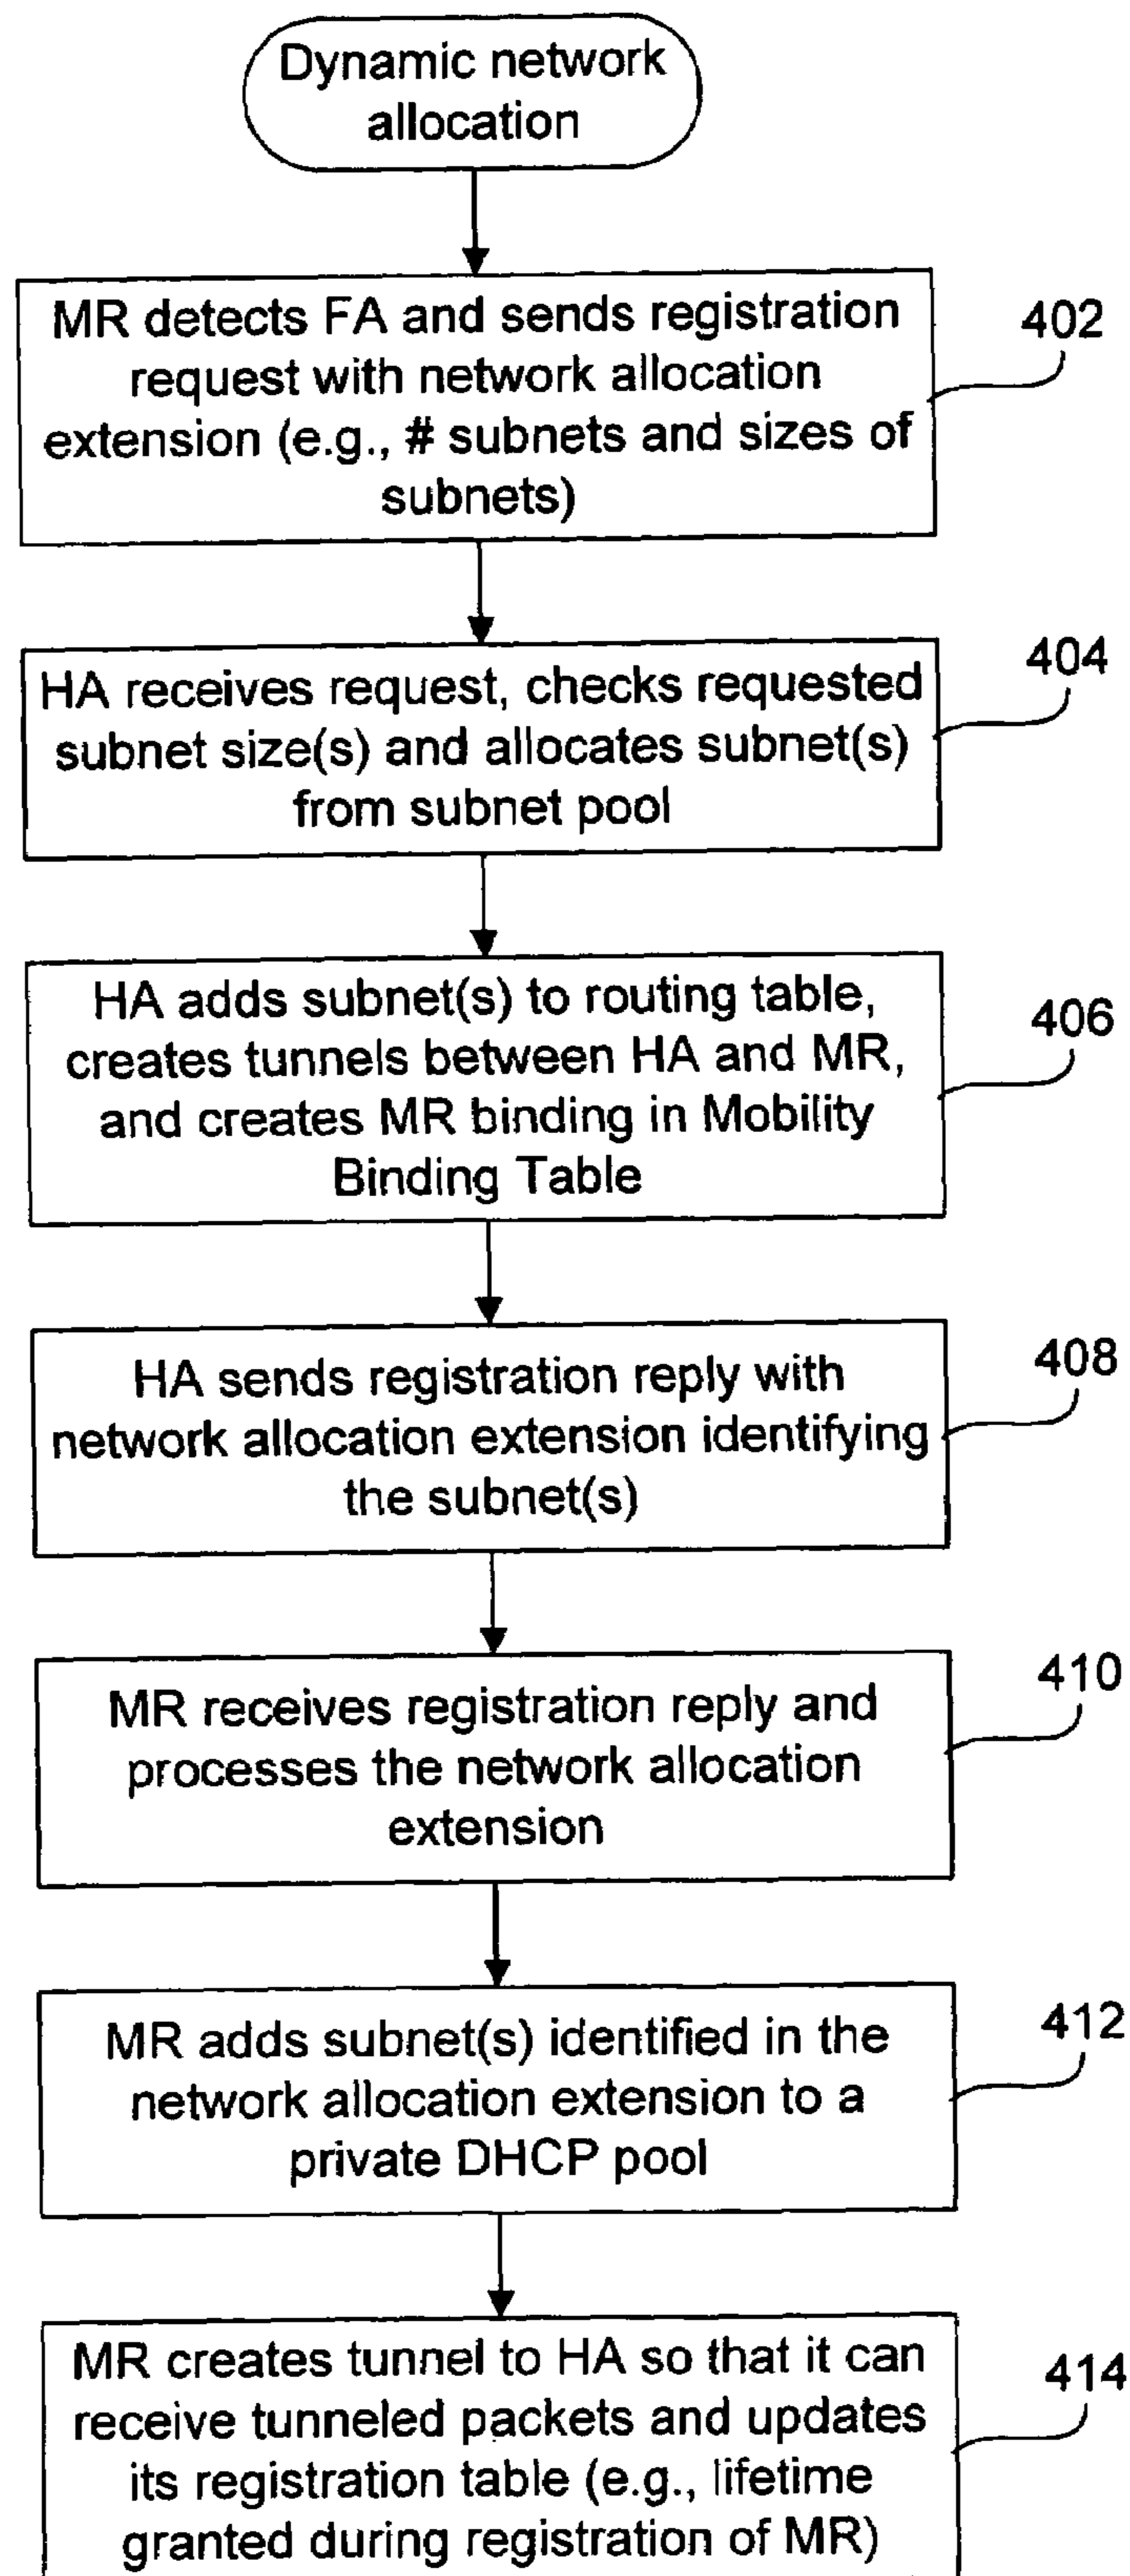 Dynamic network
allocation
MR detects FA and sends registration
request with network allocation
extension (e.g., # subnets and sizes of
subnets)
402
HA receives request, checks requested
subnet size(s) and allocates subnet(s)
from subnet pool
404
HA adds subnet(s) to routing table,
creates tunnels between HA and MR,
and creates MR binding in Mobility
Binding Table
406
HA sends registration reply with
network allocation extension identifying
the subnet(s)
408
MR receives registration reply and
processes the network allocation
extension
410
MR adds subnet(s) identified in the
network allocation extension to a
private DHCP pool
412
MR creates tunnel to HA so that it can
receive tunneled packets and updates
its registration table (e.g., lifetime
granted during registration of MR)
414